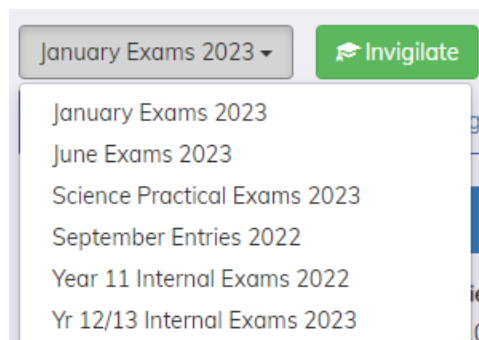 January Exams 2023
Invigilate
January Exams 2023
June Exams 2023
Science Practical Exams 2023
September Entries 2022
Year 11 Internal Exams 2022
Yr 12/13 Internal Exams 2023